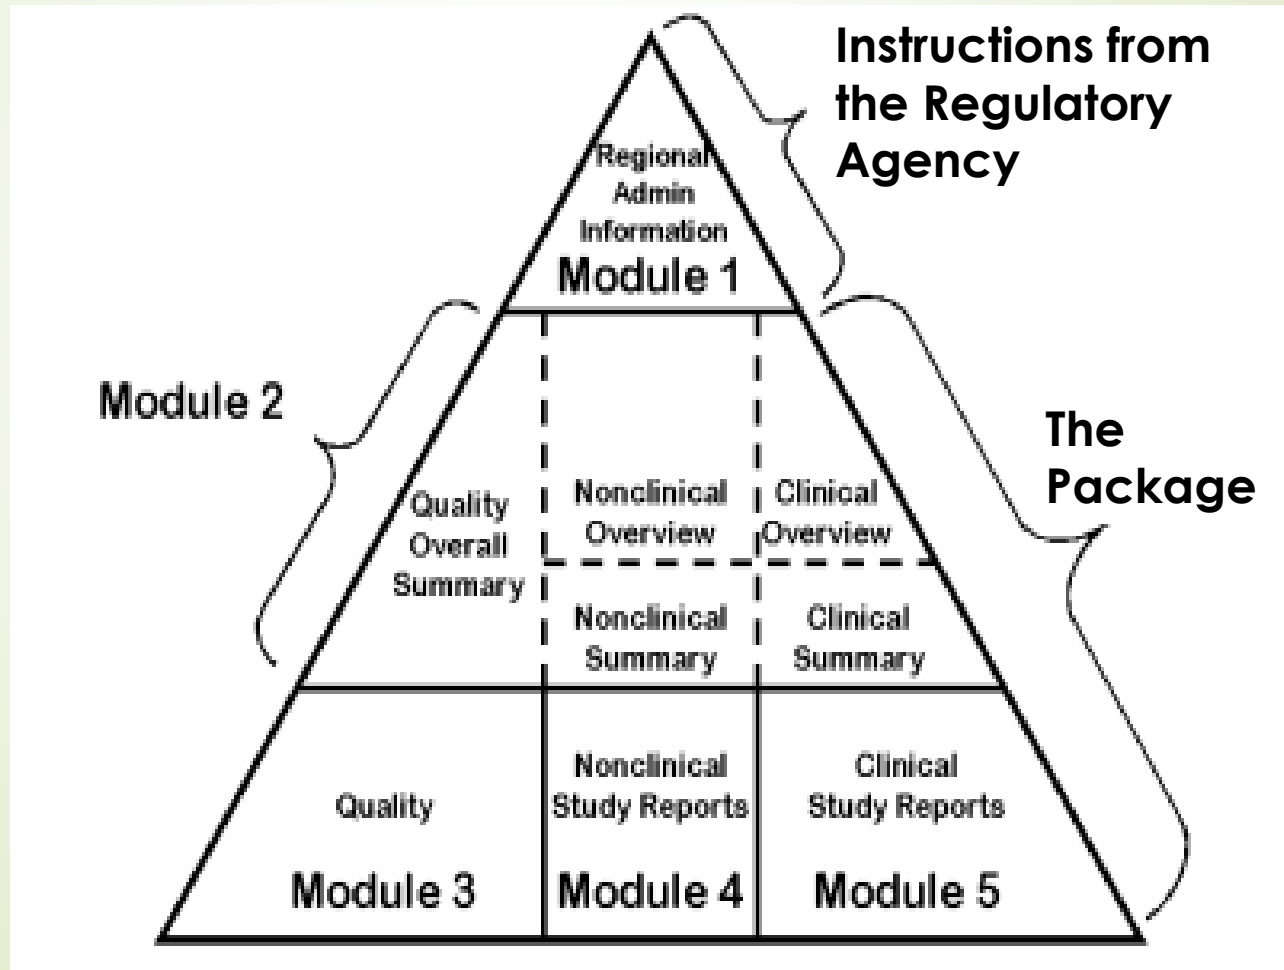 Instructions from
the Regulatory
Agency
Regional
Admin
Information
Module 1
Module 2
The
Package
Quality
Overall
Summary
Nonclinical
Overview
Clinical
Overview
Nonclinical
Summary
Clinical
Summary
Quality
Module 3
Nonclinical
Study Reports
Module 4
Clinical
Study Reports
Module 5